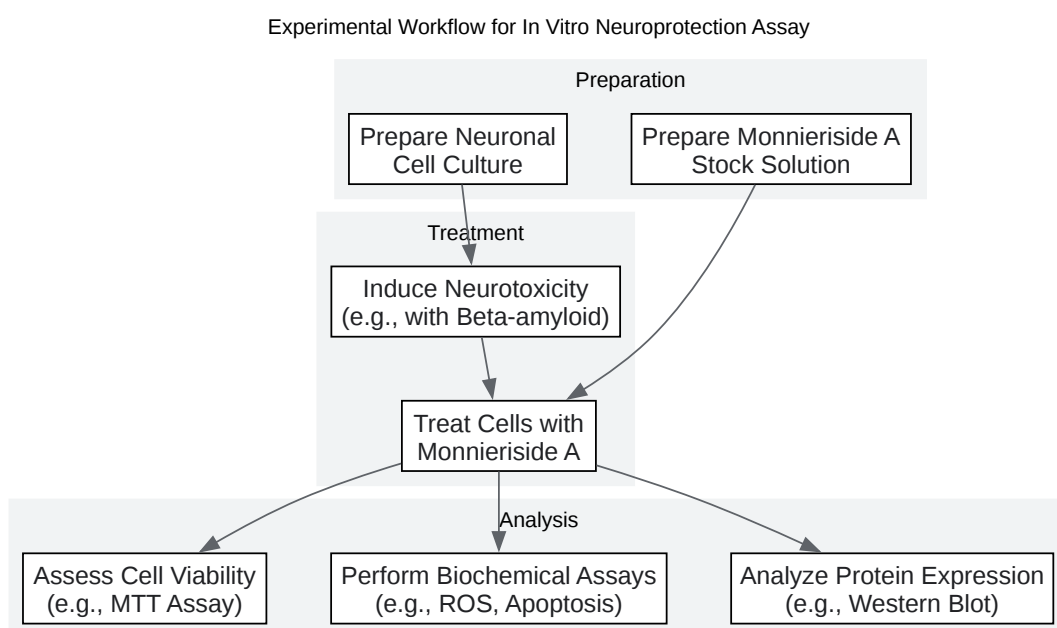 Experimental Workflow for In Vitro Neuroprotection Assay
Preparation
Prepare Neuronal
Cell Culture
Prepare Monnieriside A
Stock Solution
Treatment
Induce Neurotoxicity
(e.g., with Beta-amyloid)
Treat Cells with
Monnieriside A
Analysis
Assess Cell Viability
(e.g., MTT Assay)
Perform Biochemical Assays
(e.g., ROS, Apoptosis)
Analyze Protein Expression
(e.g., Western Blot)